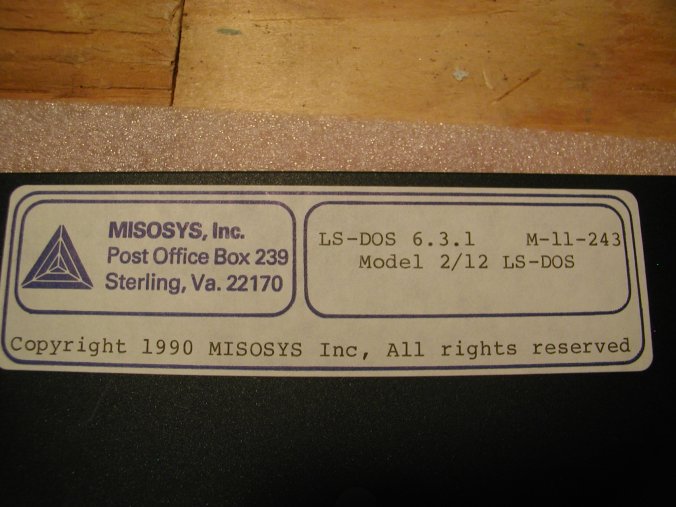 MISOSYS, Inc.
Post Office Box 239
Sterling, Va. 22170
LS-DOS 6.3.1 M-11-243
Model 2/12 LS-DOS
Copyright 1990 MISOSYS Inc, All rights reserved